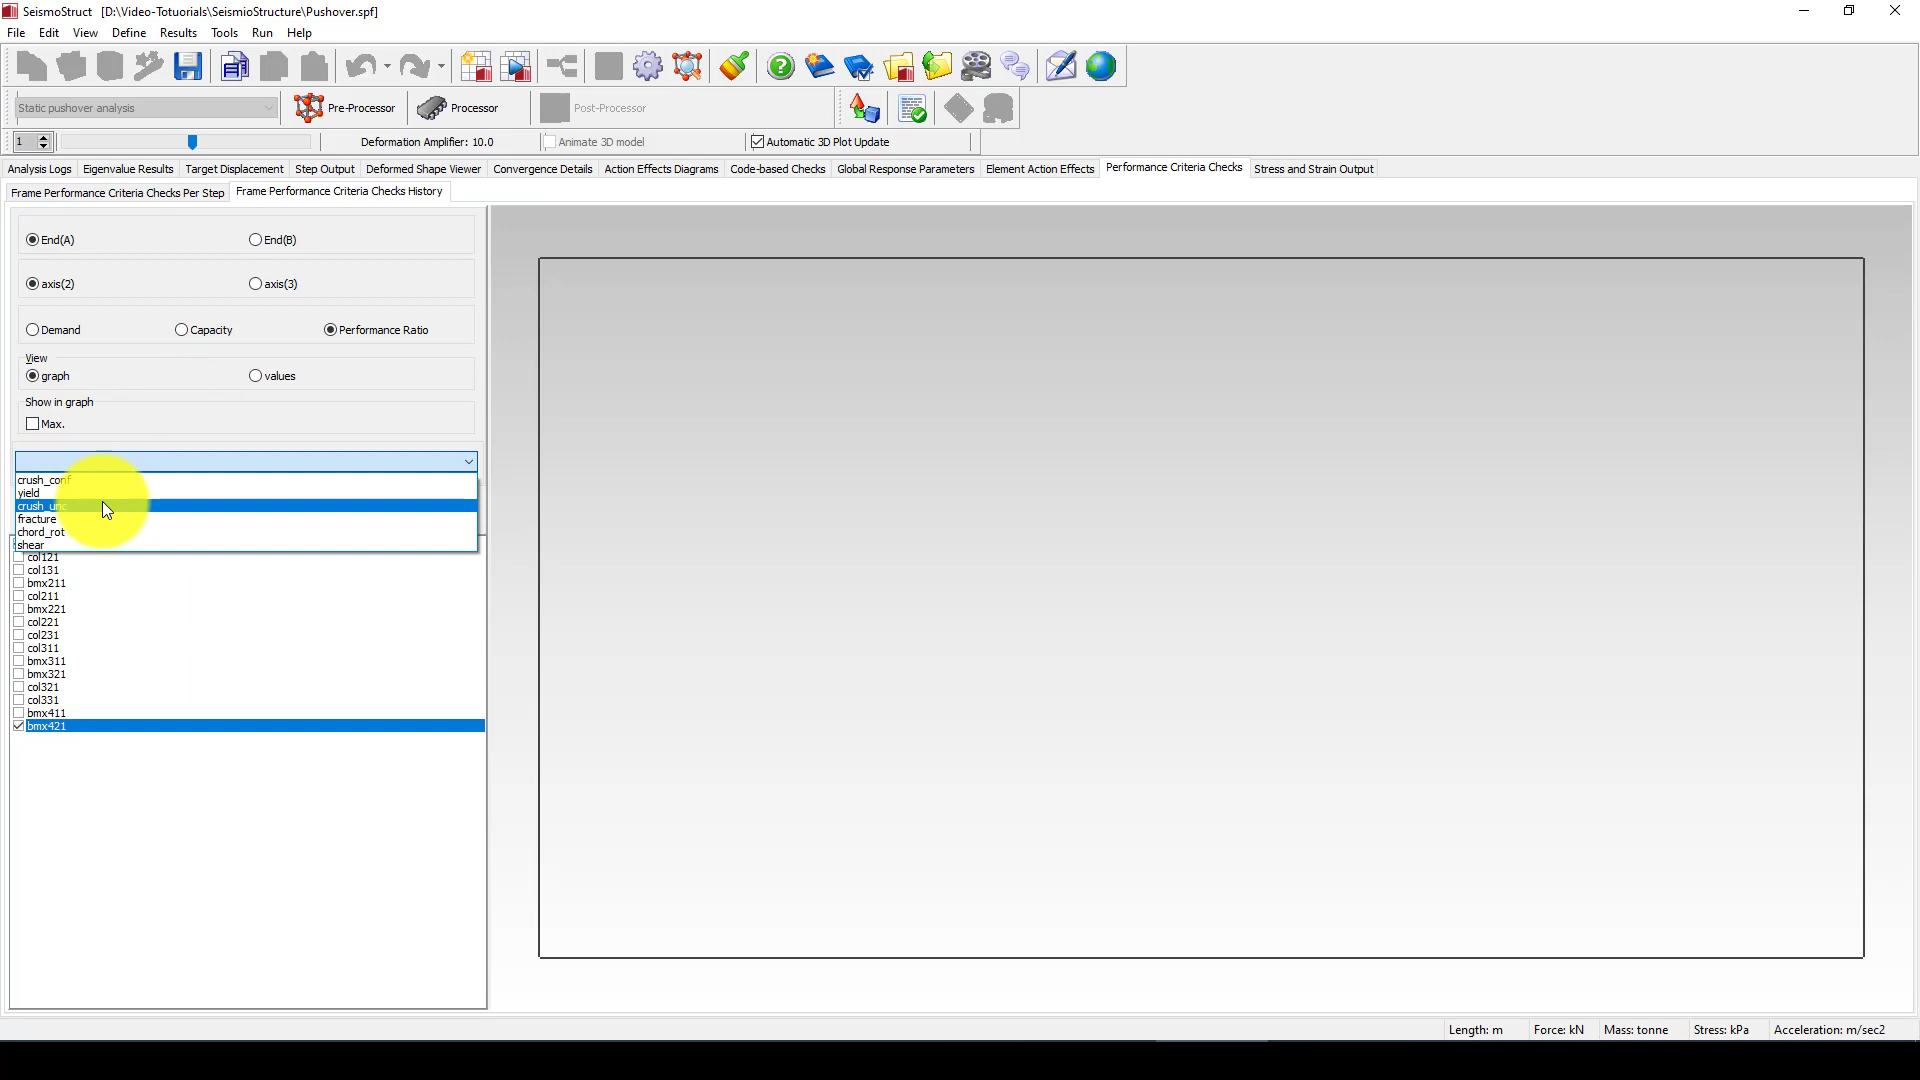 SeismoStruct [D:\Video-Totuorials\SeismioStructure\Pushover.spf]
File Edit View Define Results Tools Run Help
Static pushover analysis Pre-Processor Processor Post-Processor
1 Deformation Amplifier: 10.0 Animate 3D model Automatic 3D Plot Update
Analysis Logs Eigenvalue Results Target Displacement Step Output Deformed Shape Viewer Convergence Details Action Effects Diagrams Code-based Checks Global Response Parameters Element Action Effects Performance Criteria Checks Stress and Strain Output
Frame Performance Criteria Checks Per Step Frame Performance Criteria Checks History
End(A) End(B)
axis(2) axis(3)
Demand Capacity Performance Ratio
View
graph values
Show in graph
Max.
crush_conf
yield
crush_unc
fracture
chord_rot
shear
col121
col131
bmx211
col211
bmx221
col221
col231
col311
bmx311
bmx321
col321
col331
bmx411
bmx421
Length: m Force: kN Mass: tonne Stress: kPa Acceleration: m/sec2